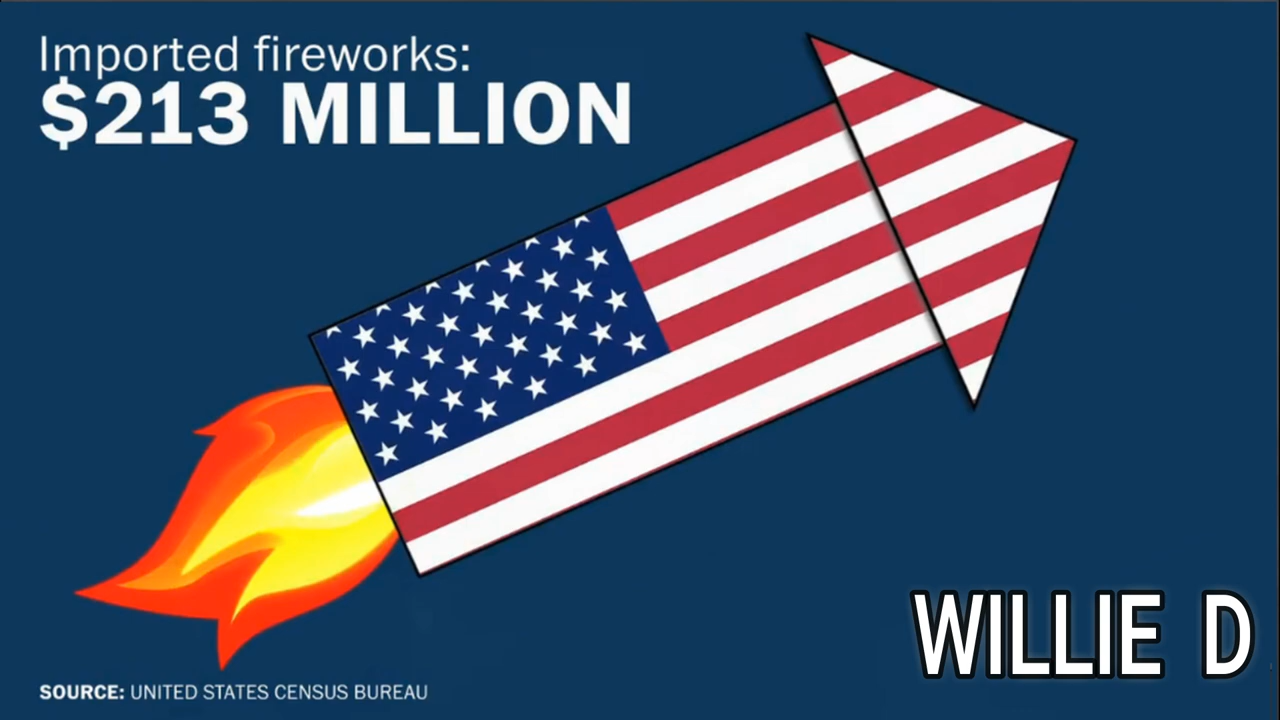 Imported fireworks:
$213 MILLION
SOURCE: UNITED STATES CENSUS BUREAU
WILLIE D